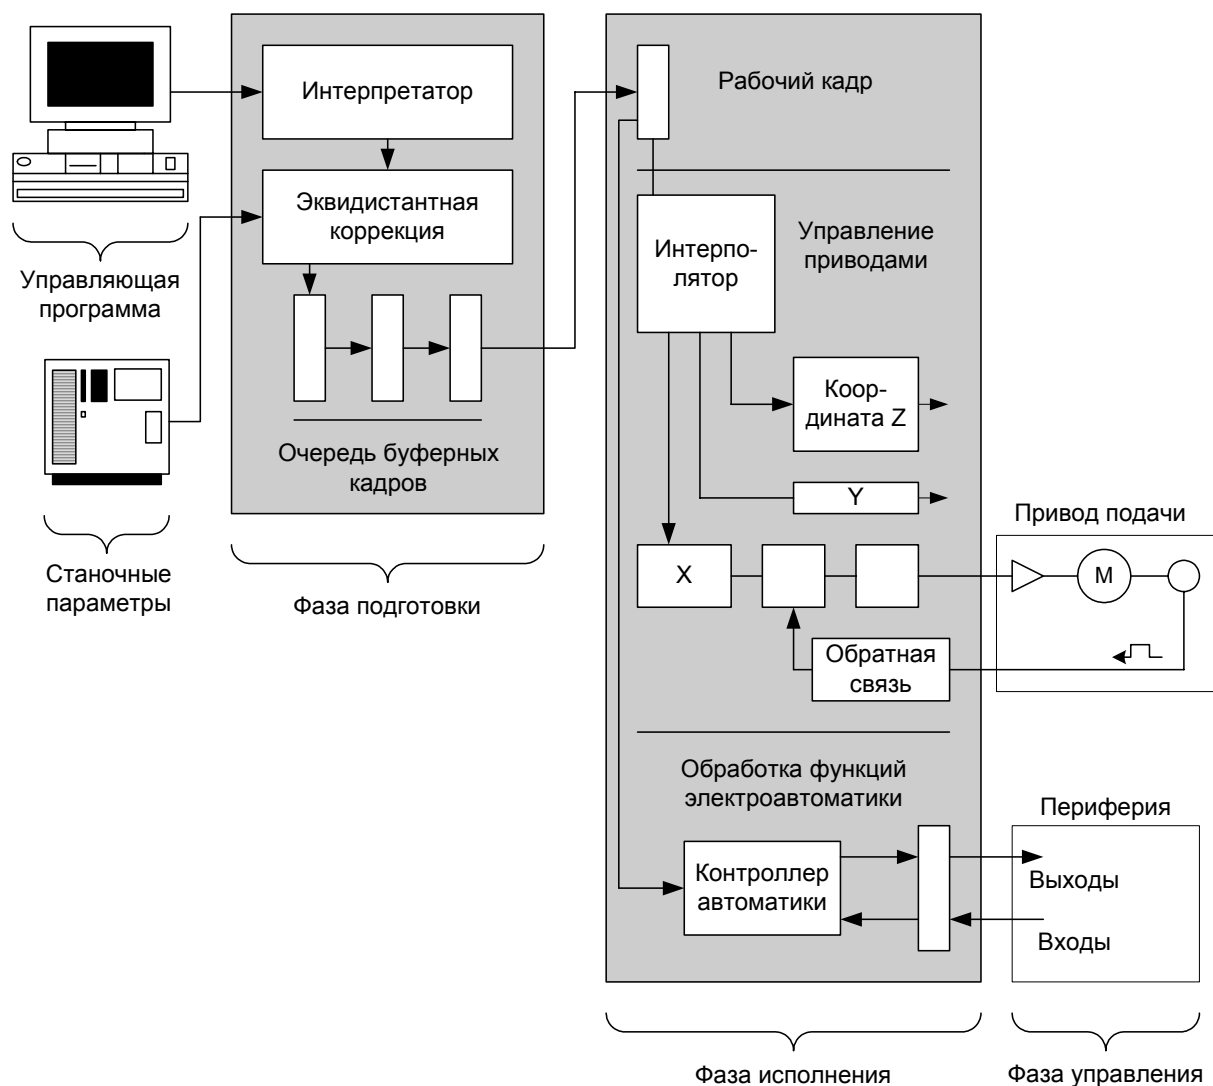 Управляющая
программа
Станочные
параметры
Интерпретатор
Эквидистантная
коррекция
Очередь буферных
кадров
Фаза подготовки
Рабочий кадр
Интерпо-
лятор
Управление
приводами
Коор-
дината Z
Y
X
Обратная
связь
Привод подачи
M
Обработка функций
электроавтоматики
Контроллер
автоматики
Периферия
Выходы
Входы
Фаза исполнения
Фаза управления